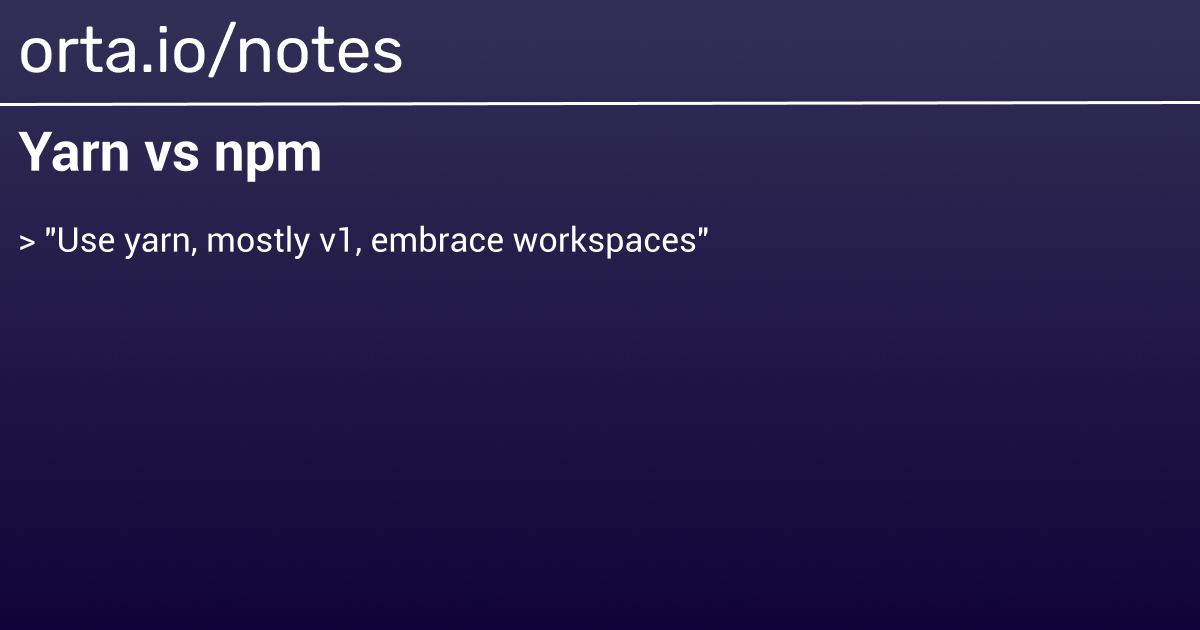 orta.io/notes
Yarn vs npm
> "Use yarn, mostly v1, embrace workspaces"